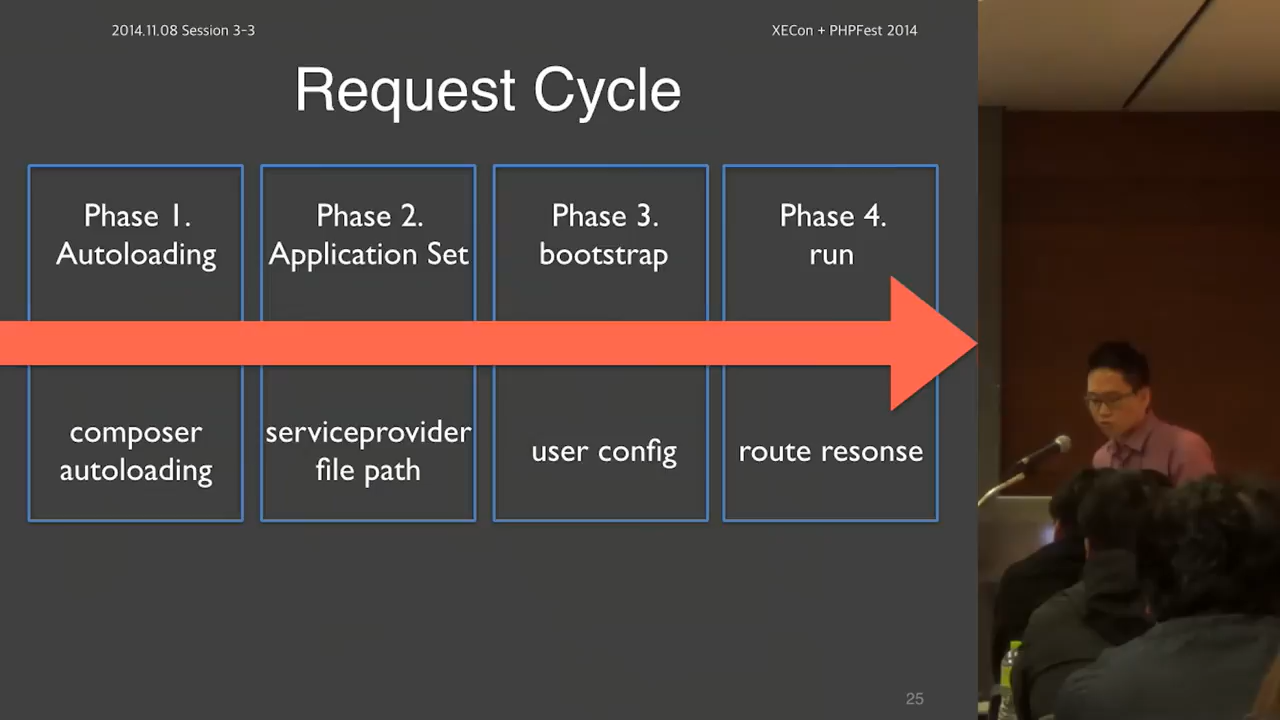 2014.11.08 Session 3-3
XECon + PHPFest 2014
Request Cycle
Phase 1.
Autoloading
Phase 2.
Application Set
Phase 3.
bootstrap
Phase 4.
run
composer
autoloading
serviceprovider
file path
user config
route resonse
25